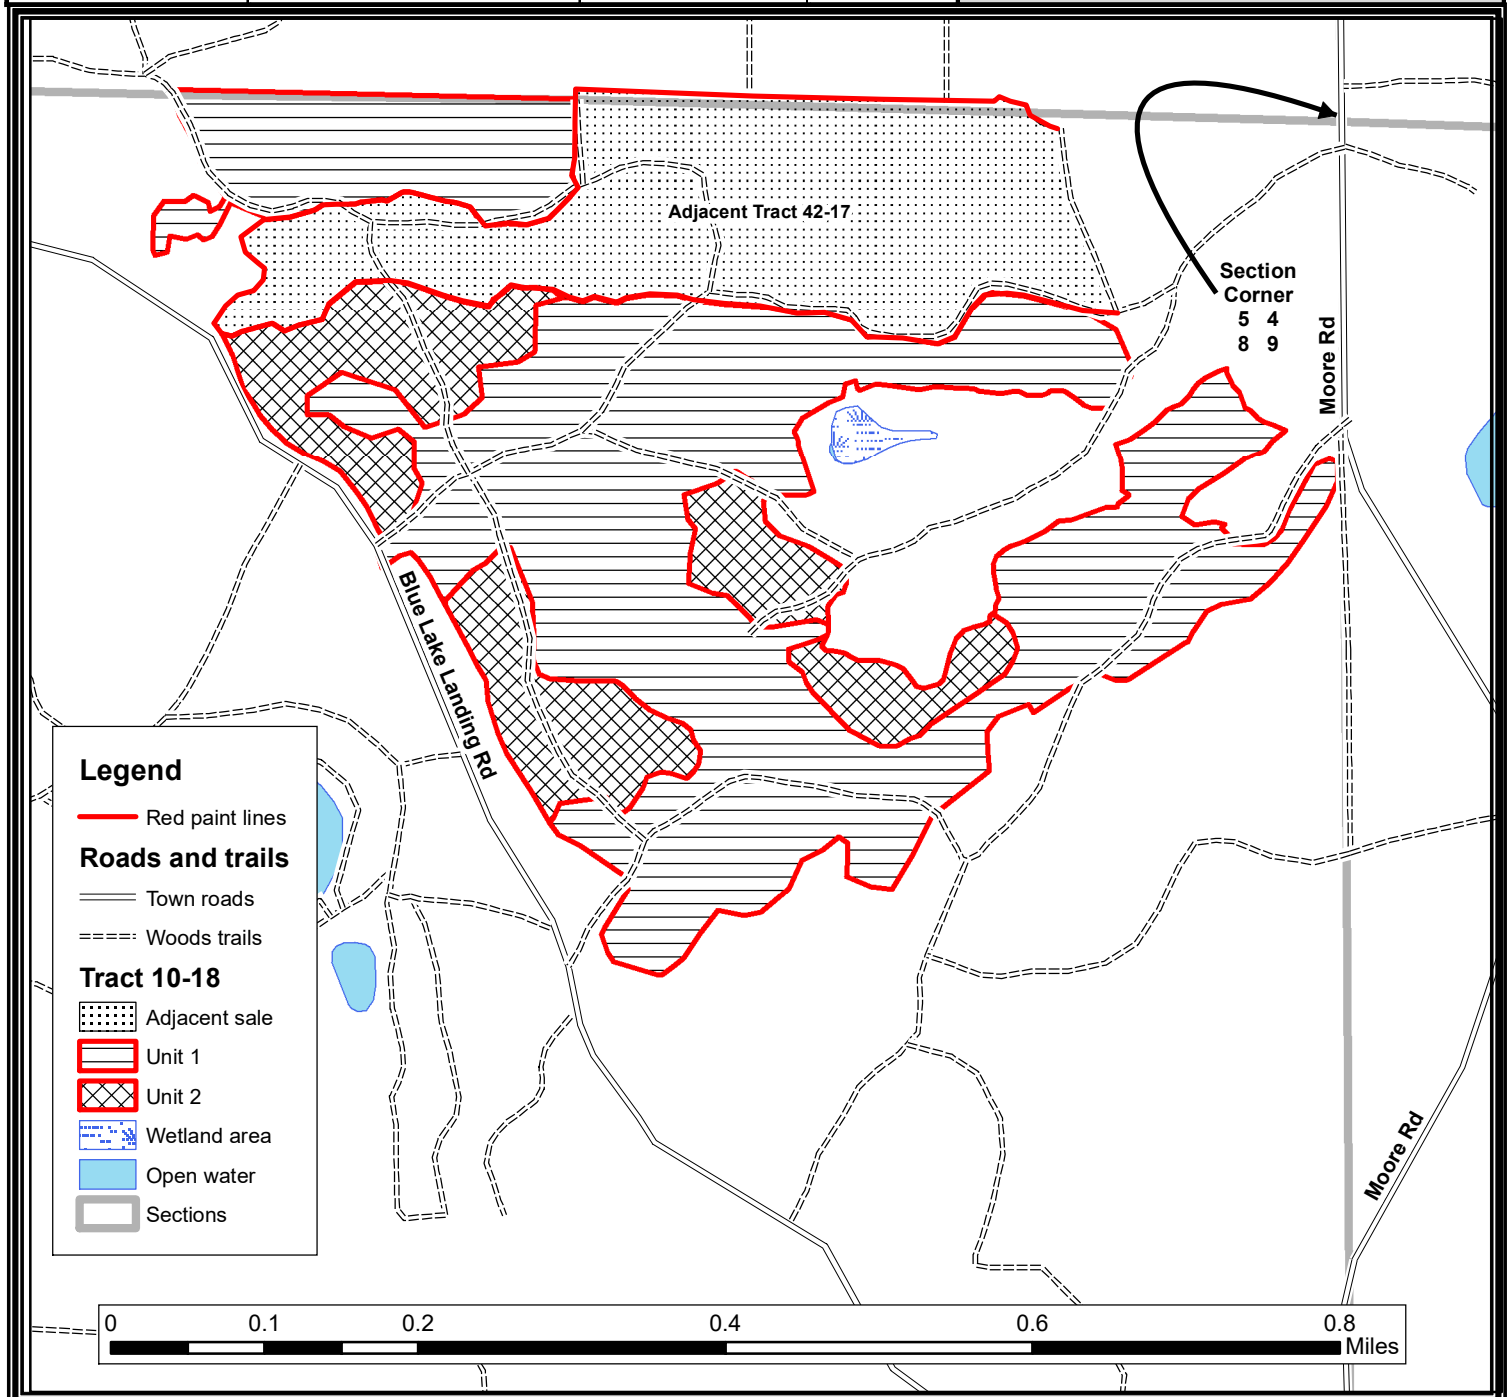 Adjacent Tract 42-17
Section
Corner
5 4
8 9
Moore Rd
Blue Lake Landing Rd
Legend
Red paint lines
Roads and trails
Town roads
Woods trails
Tract 10-18
Adjacent sale
Unit 1
Unit 2
Wetland area
Open water
Sections
Moore Rd
0 0.1 0.2 0.4 0.6 0.8
Miles